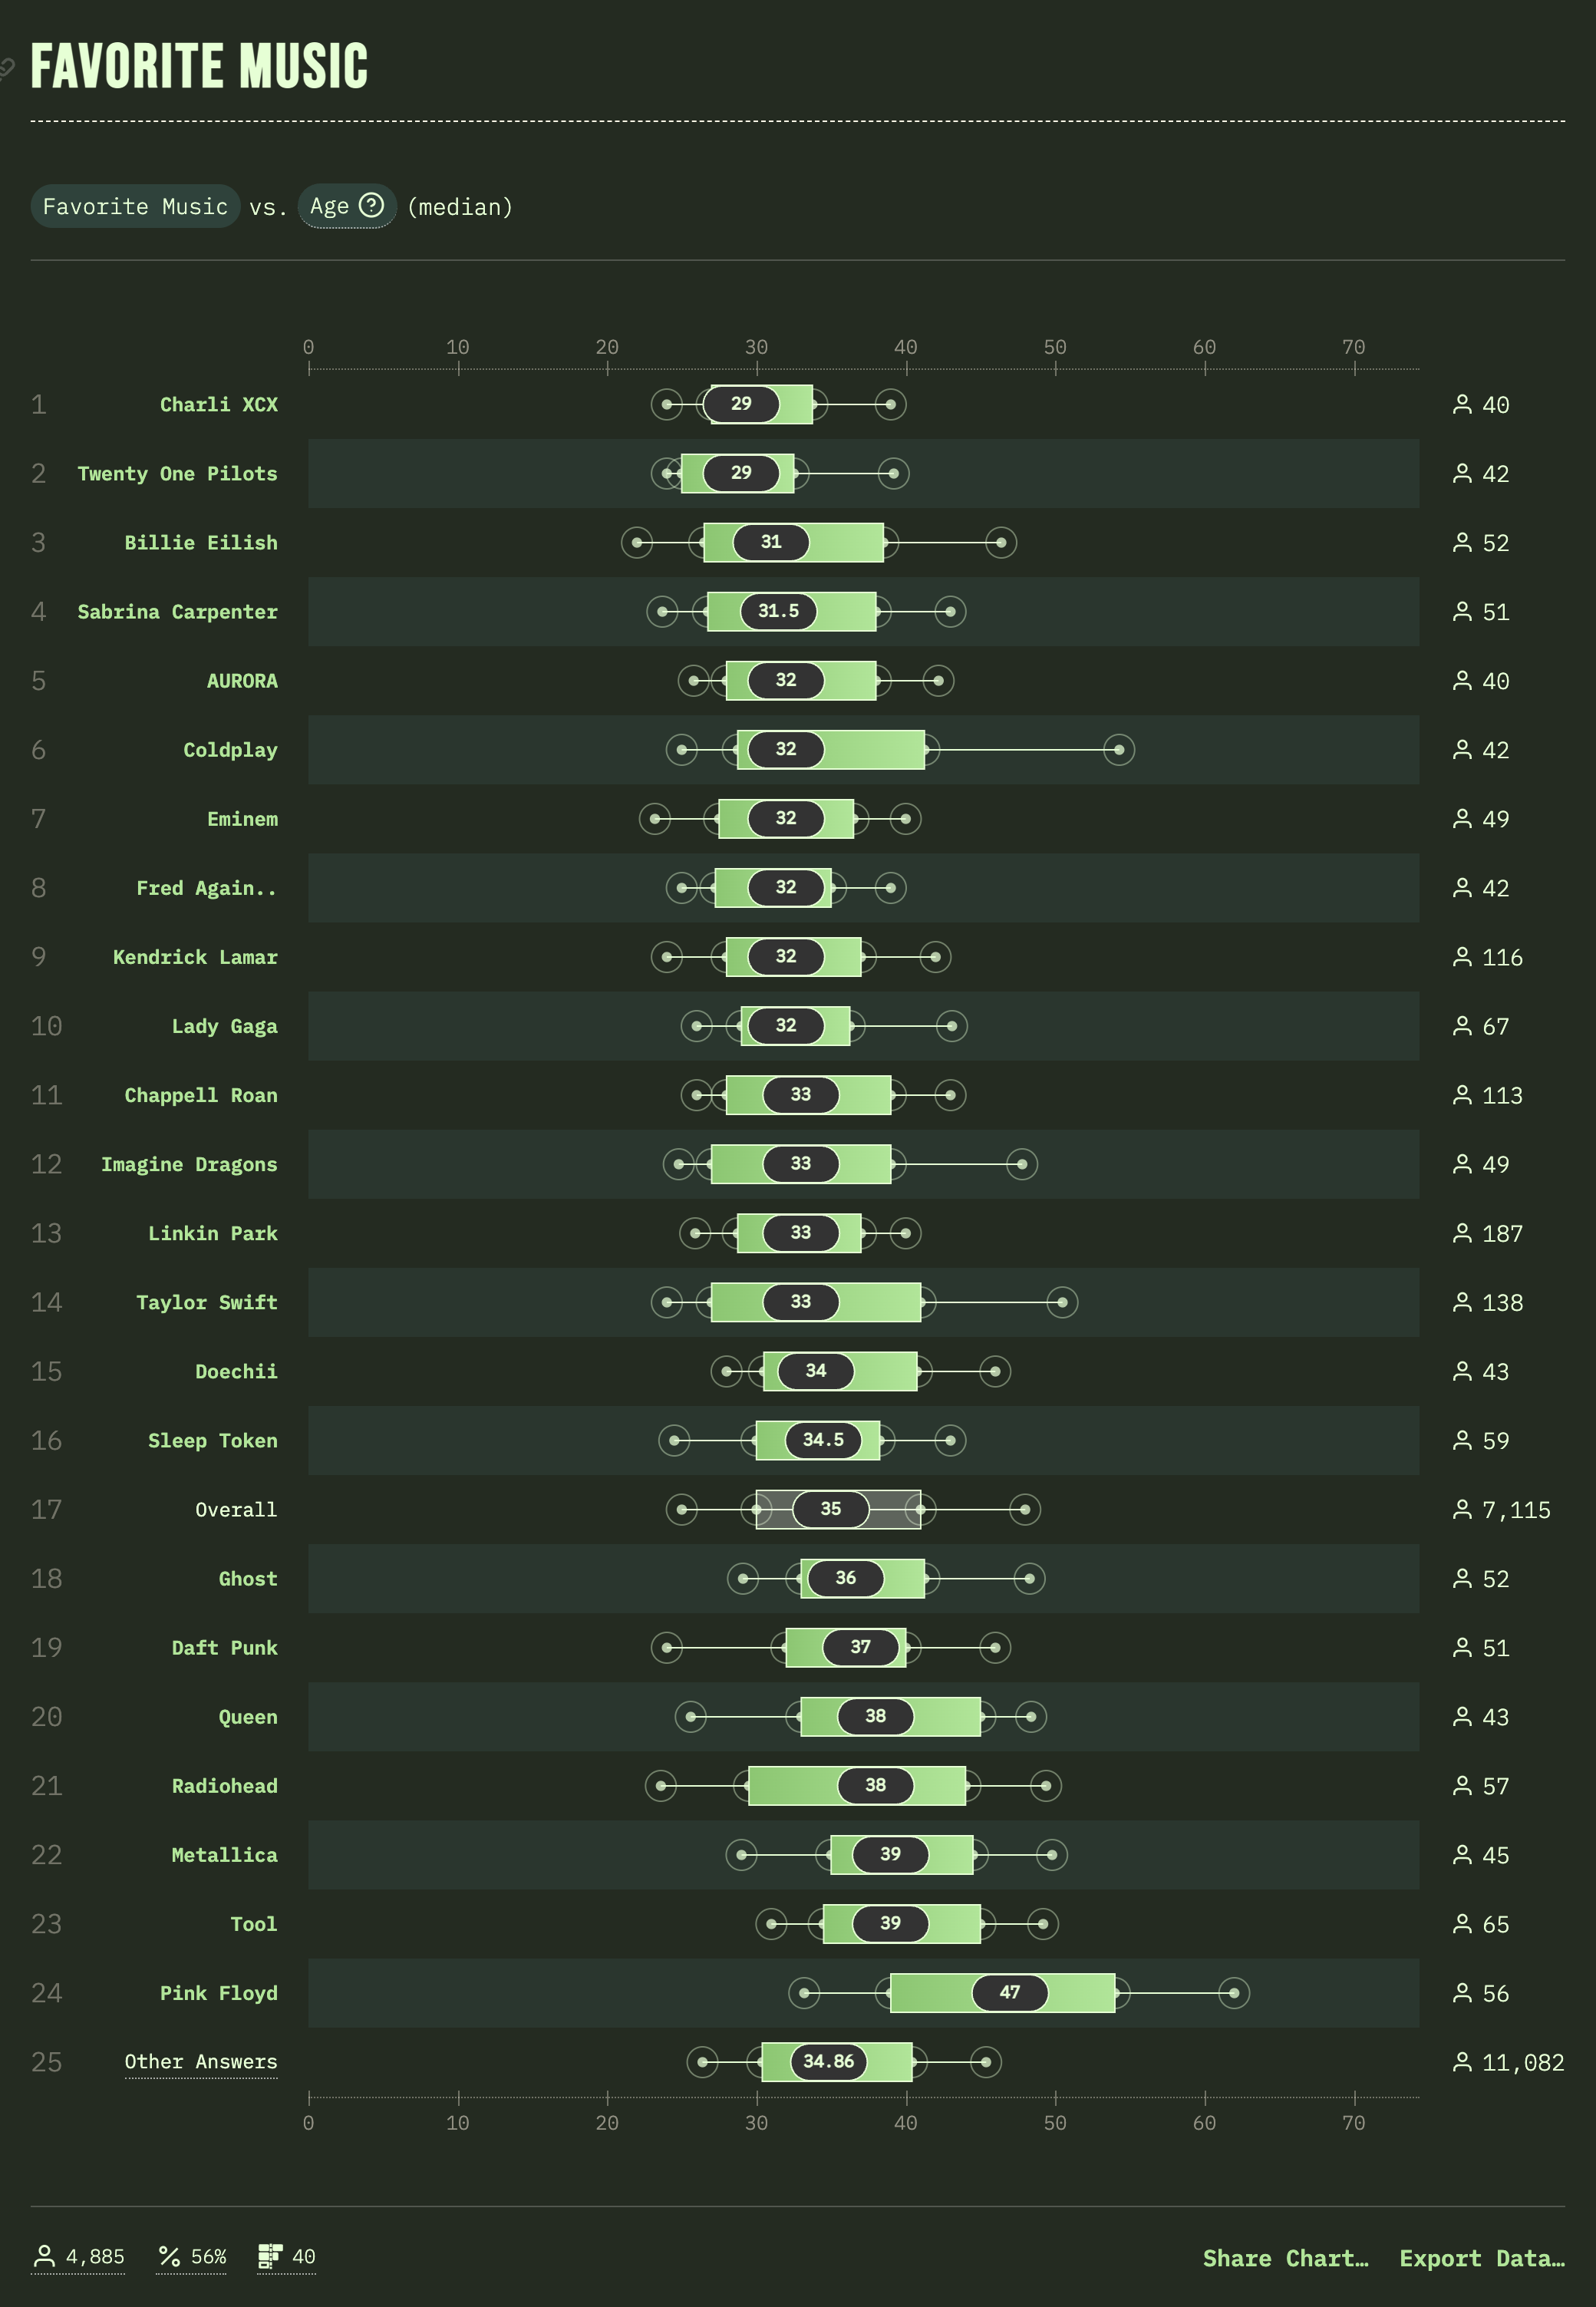 FAVORITE MUSIC
Favorite Music vs. Age (median)
0 10 20 30 40 50 60 70
1 Charli XCX 29 40
2 Twenty One Pilots 29 42
3 Billie Eilish 31 52
4 Sabrina Carpenter 31.5 51
5 AURORA 32 40
6 Coldplay 32 42
7 Eminem 32 49
8 Fred Again.. 32 42
9 Kendrick Lamar 32 116
10 Lady Gaga 32 67
11 Chappell Roan 33 113
12 Imagine Dragons 33 49
13 Linkin Park 33 187
14 Taylor Swift 33 138
15 Doechii 34 43
16 Sleep Token 34.5 59
17 Overall 35 7,115
18 Ghost 36 52
19 Daft Punk 37 51
20 Queen 38 43
21 Radiohead 38 57
22 Metallica 39 45
23 Tool 39 65
24 Pink Floyd 47 56
25 Other Answers 34.86 11,082
0 10 20 30 40 50 60 70
4,885 56% 40 Share Chart… Export Data…